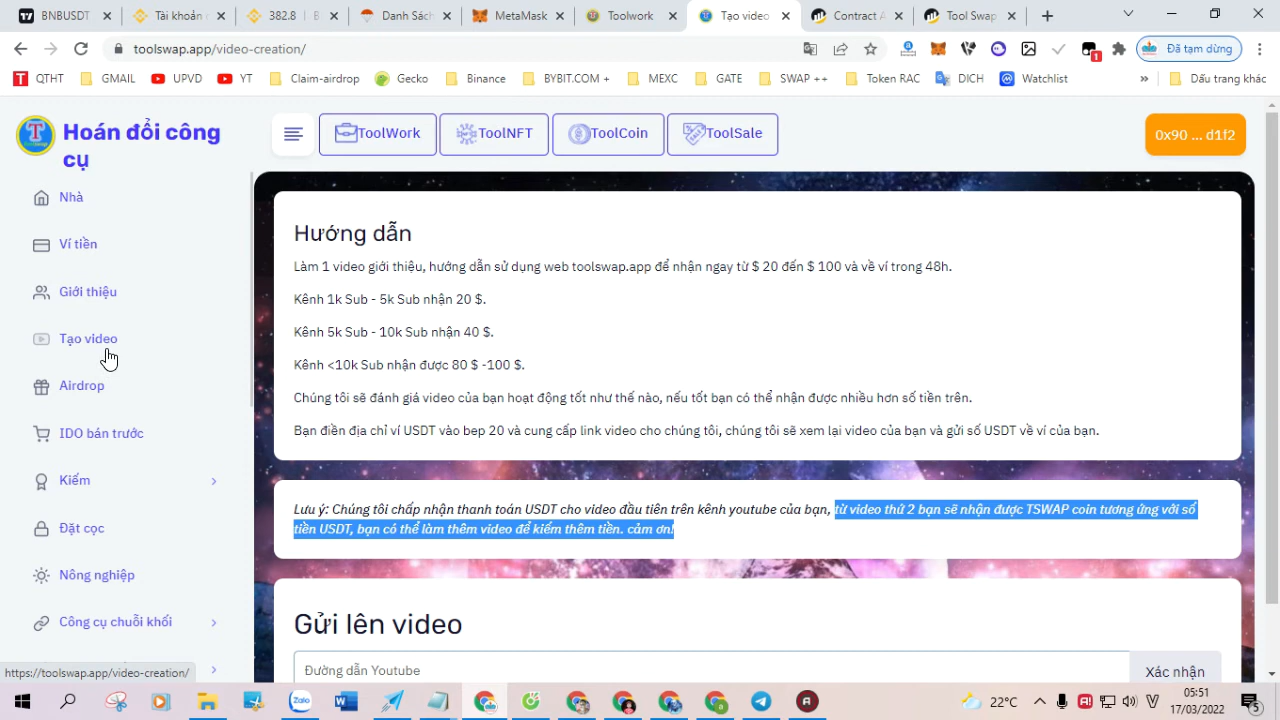 BNBUSDT
Tài khoản
382.8 | B
Danh Sách
MetaMask
Toolwork
Tạo video
Contract A
Tool Swap
toolswap.app/video-creation/
1
Đã tạm dừng
QTHT
GMAIL
UPVD
YT
Claim-airdrop
Gecko
Binance
BYBIT.COM +
MEXC
GATE
SWAP ++
Token RAC
DICH
Watchlist
»
Dấu trang khác
Hoán đổi công
cụ
ToolWork
ToolNFT
ToolCoin
ToolSale
0x90 ... d1f2
Nhà
Ví tiền
Giới thiệu
Tạo video
Airdrop
IDO bán trước
Kiếm
Đặt cọc
Nông nghiệp
Công cụ chuỗi khối
Hướng dẫn
Làm 1 video giới thiệu, hướng dẫn sử dụng web toolswap.app để nhận ngay từ $ 20 đến $ 100 và về ví trong 48h.
Kênh 1k Sub - 5k Sub nhận 20 $.
Kênh 5k Sub - 10k Sub nhận 40 $.
Kênh <10k Sub nhận được 80 $ -100 $.
Chúng tôi sẽ đánh giá video của bạn hoạt động tốt như thế nào, nếu tốt bạn có thể nhận được nhiều hơn số tiền trên.
Bạn điền địa chỉ ví USDT vào bep 20 và cung cấp link video cho chúng tôi, chúng tôi sẽ xem lại video của bạn và gửi số USDT về ví của bạn.
Lưu ý: Chúng tôi chấp nhận thanh toán USDT cho video đầu tiên trên kênh youtube của bạn, từ video thứ 2 bạn sẽ nhận được TSWAP coin tương ứng với số
tiền USDT, bạn có thể làm thêm video để kiếm thêm tiền. cảm ơn!
Gửi lên video
Đường dẫn Youtube
Xác nhận
https://toolswap.app/video-creation/
Zalo
22°C
05:51
17/03/2022
5